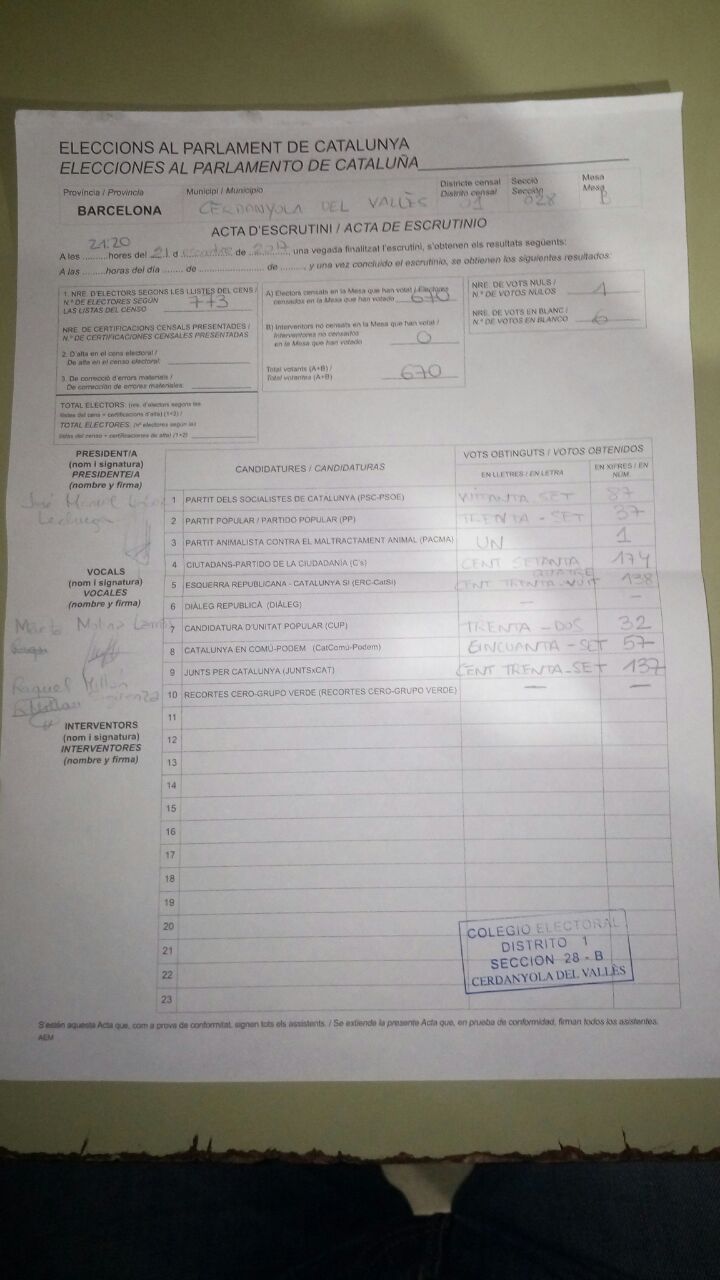 ELECCIONS AL PARLAMENT DE CATALUNYA
ELECCIONES AL PARLAMENTO DE CATALUÑA
Província / Provincia Municipi / Municipio Districte censal Secció Mesa
Distrito censal Sección Mesa
BARCELONA CERDANYOLA DEL VALLÈS 01 028 B
ACTA D'ESCRUTINI / ACTA DE ESCRUTINIO
21:20
A les ..........hores del 21 d desembre de 2017 una vegada finalitzat l'escrutini, s'obtenen els resultats següents:
A las .........horas del día ........ de ........................ de ........, y una vez concluido el escrutinio, se obtienen los siguientes resultados:
1. NRE. D'ELECTORS SEGONS LES LLISTES DEL CENS /
N.º DE ELECTORES SEGÚN
LAS LISTAS DEL CENSO 773
NRE. DE CERTIFICACIONS CENSALS PRESENTADES /
N.º DE CERTIFICACIONES CENSALES PRESENTADAS
2. D'alta en el cens electoral /
De alta en el censo electoral:
3. De correcció d'errors materials /
De corrección de errores materiales:
TOTAL ELECTORS: (nre. d'electors segons les
llistes del cens + certificacions d'alta) (1+2) /
TOTAL ELECTORES: (nº electores según las
listas del censo + certificaciones de alta) (1+2)
A) Electors censats en la Mesa que han votat / Electores
censados en la Mesa que han votado 670
B) Interventors no censats en la Mesa que han votat /
Interventores no censados
en la Mesa que han votado 0
Total votants (A+B) /
Total votantes (A+B) 670
NRE. DE VOTS NULS /
N.º DE VOTOS NULOS 1
NRE. DE VOTS EN BLANC /
N.º DE VOTOS EN BLANCO 6
PRESIDENT/A
(nom i signatura)
PRESIDENTE/A
(nombre y firma)
José Manuel
VOCALS
(nom i signatura)
VOCALES
(nombre y firma)
Marta Molina
Raquel Millán
INTERVENTORS
(nom i signatura)
INTERVENTORES
(nombre y firma)
CANDIDATURES / CANDIDATURAS VOTS OBTINGUTS / VOTOS OBTENIDOS
EN LLETRES / EN LETRA EN XIFRES / EN NÚM.
1 PARTIT DELS SOCIALISTES DE CATALUNYA (PSC-PSOE) VUITANTA SET 87
2 PARTIT POPULAR / PARTIDO POPULAR (PP) TRENTA - SET 37
3 PARTIT ANIMALISTA CONTRA EL MALTRACTAMENT ANIMAL (PACMA) UN 1
4 CIUTADANS-PARTIDO DE LA CIUDADANÍA (C's) CENT SETANTA QUATRE 174
5 ESQUERRA REPUBLICANA - CATALUNYA SÍ (ERC-CatSí) CENT TRENTA-VUIT 138
6 DIÀLEG REPUBLICÀ (DIÀLEG) — —
7 CANDIDATURA D'UNITAT POPULAR (CUP) TRENTA - DOS 32
8 CATALUNYA EN COMÚ-PODEM (CatComú-Podem) CINCUANTA - SET 57
9 JUNTS PER CATALUNYA (JUNTSxCAT) CENT TRENTA-SET 137
10 RECORTES CERO-GRUPO VERDE (RECORTES CERO-GRUPO VERDE) — —
11
12
13
14
15
16
17
18
19
20
21
22
23
COLEGIO ELECTORAL
DISTRITO 1
SECCION 28 - B
CERDANYOLA DEL VALLÈS
S'estén aquesta Acta que, com a prova de conformitat, signen tots els assistents. / Se extiende la presente Acta que, en prueba de conformidad, firman todos los asistentes.
AEM